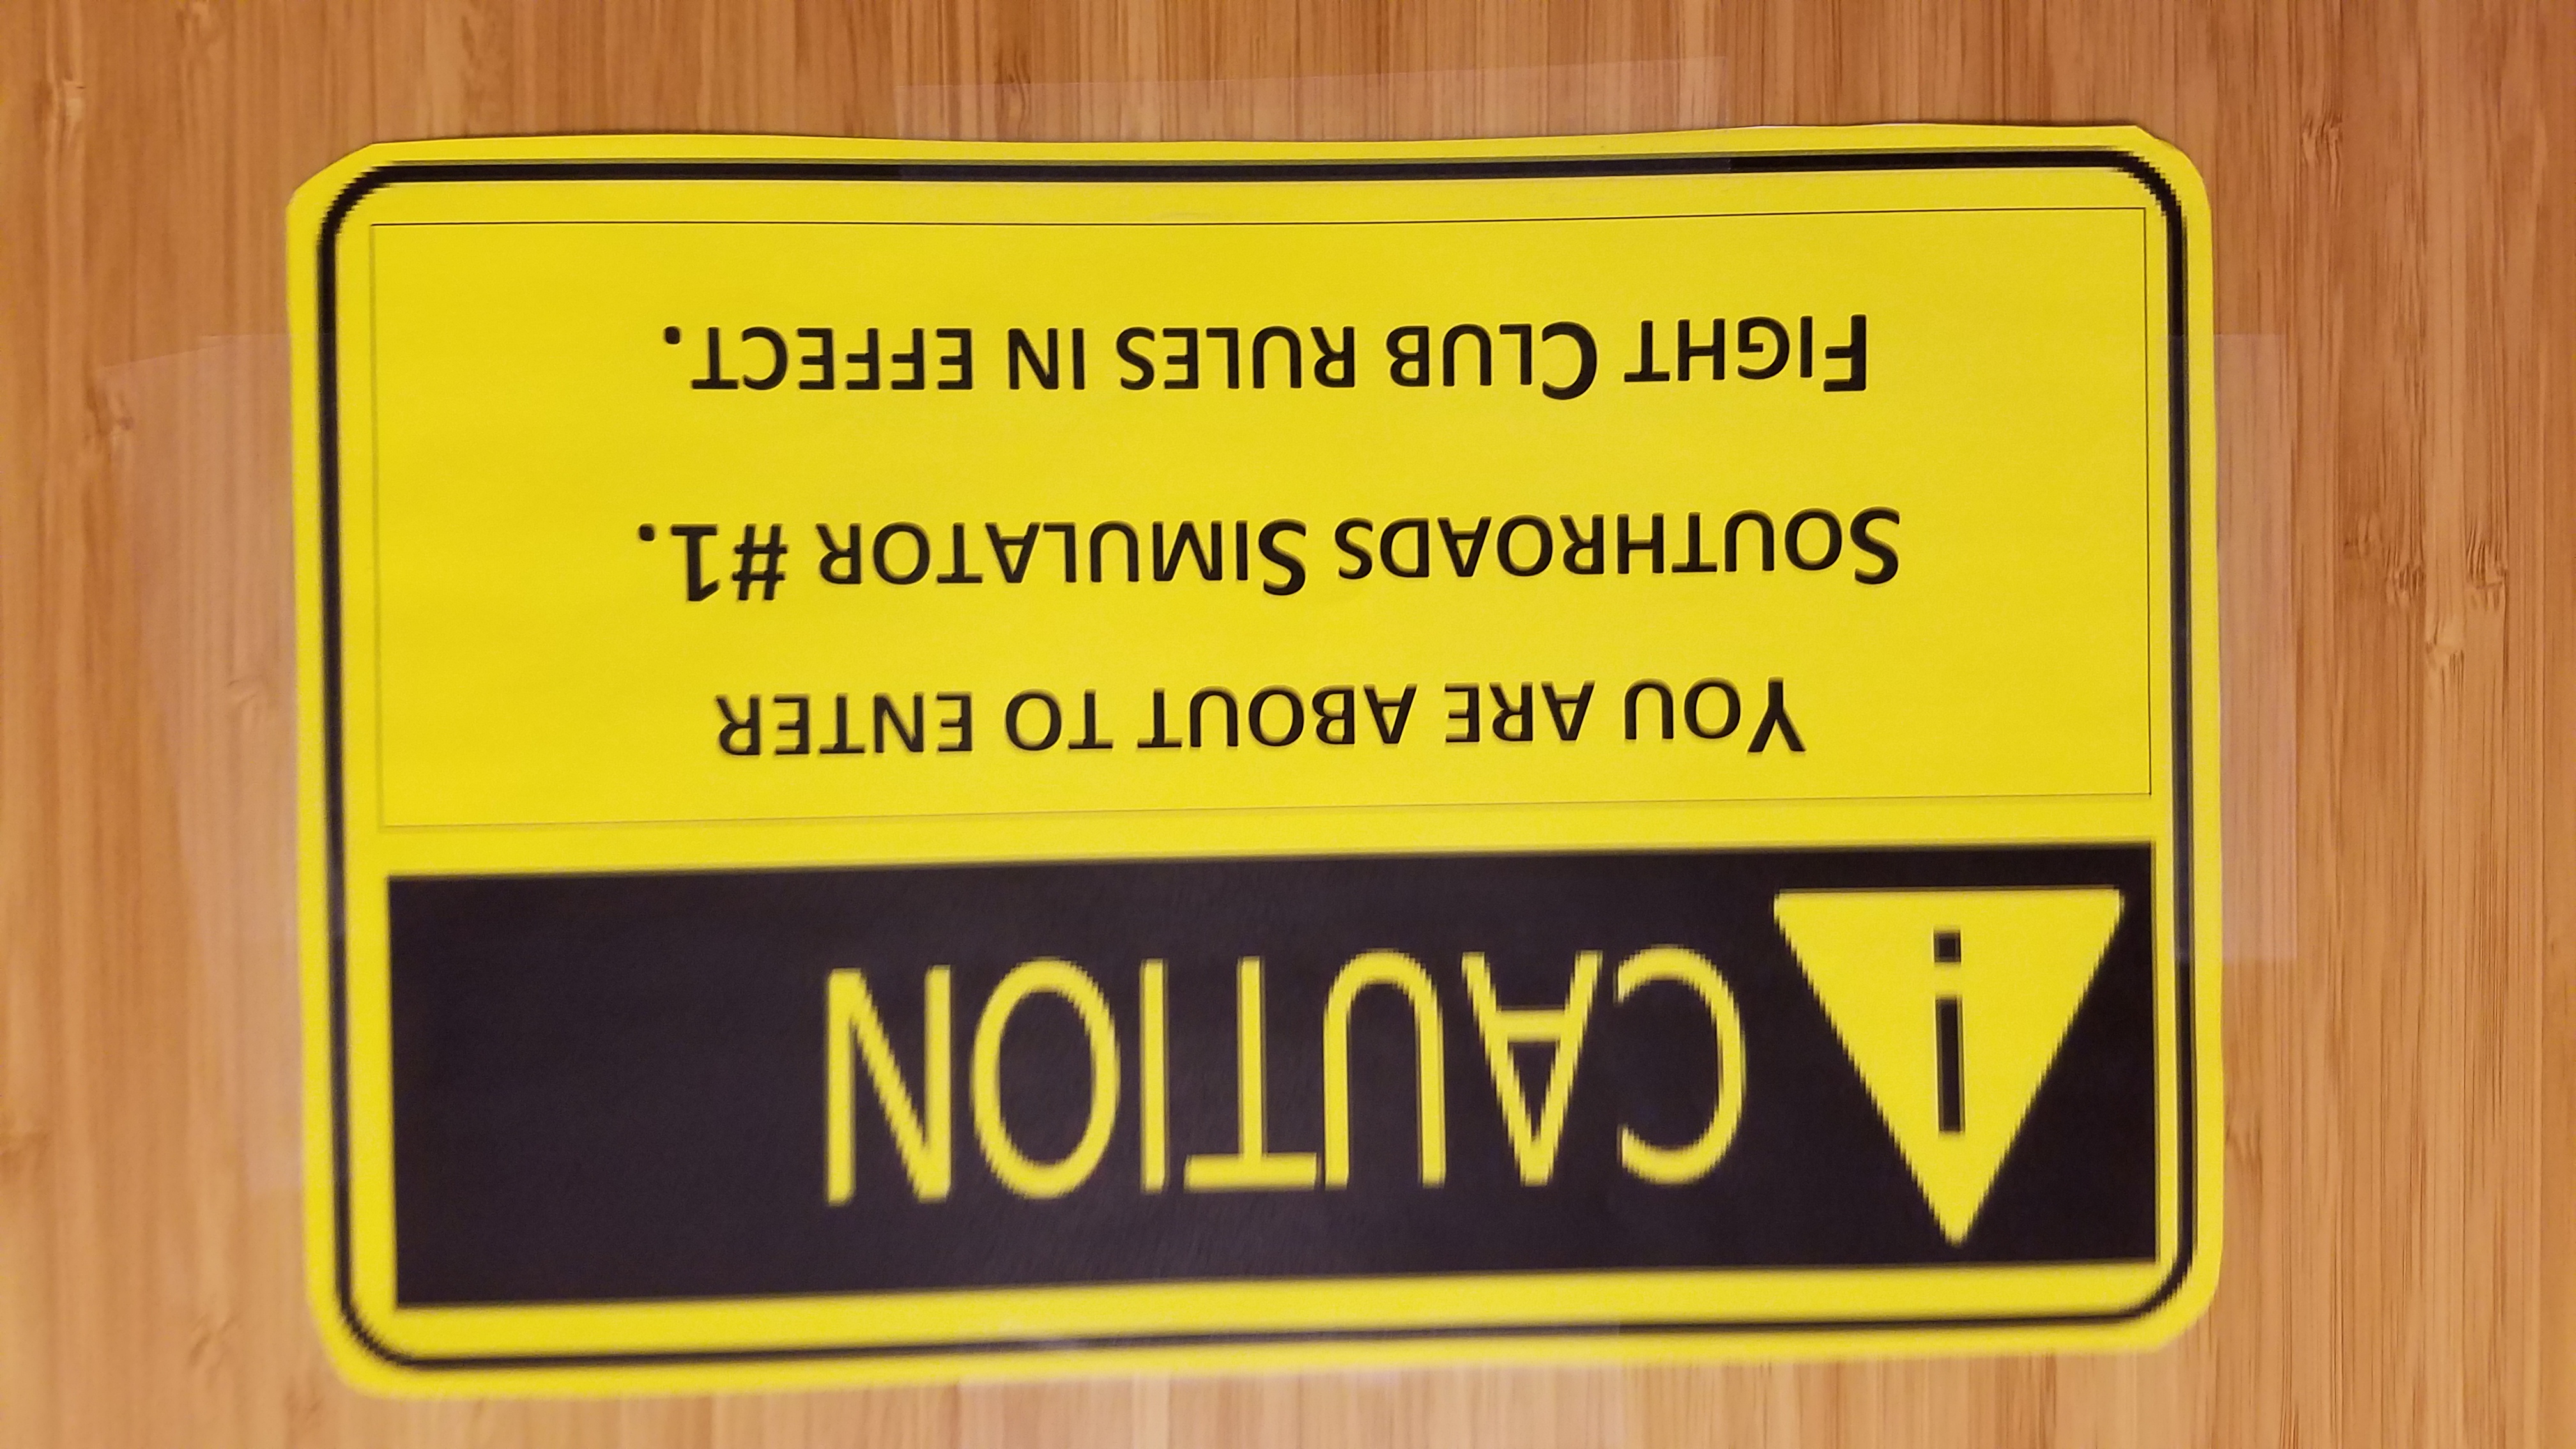 CAUTION
YOU ARE ABOUT TO ENTER
SOUTHROADS SIMULATOR #1.
FIGHT CLUB RULES IN EFFECT.